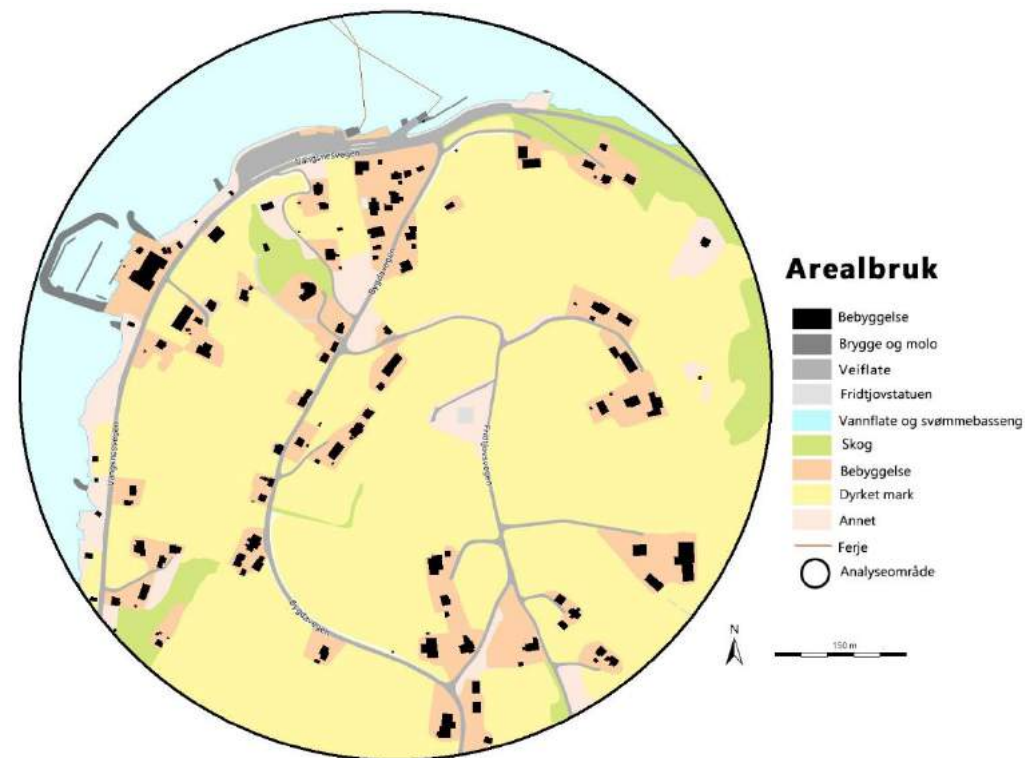 Vangsnesvegen
Bygdavegen
Vangsnesvegen
Fridtjovsvegen
Bygdavegen
Arealbruk
Bebyggelse
Brygge og molo
Veiflate
Fridtjovstatuen
Vannflate og svømmebasseng
Skog
Bebyggelse
Dyrket mark
Annet
Ferje
Analyseområde
N
150 m